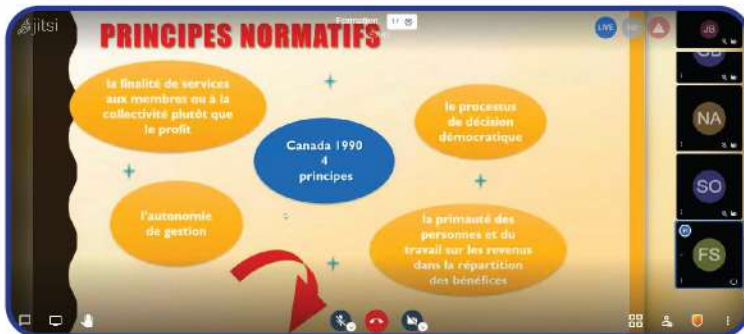 jitsi
Formation
PRINCIPES NORMATIFS
LIVE
JB
la finalité de services
aux membres ou à la
collectivité plutôt que
le profit
le processus
de décision
démocratique
NA
Canada 1990
4
principes
SO
l'autonomie
de gestion
la primauté des
personnes et du
travail sur les revenus
dans la répartition
des bénéfices
FS